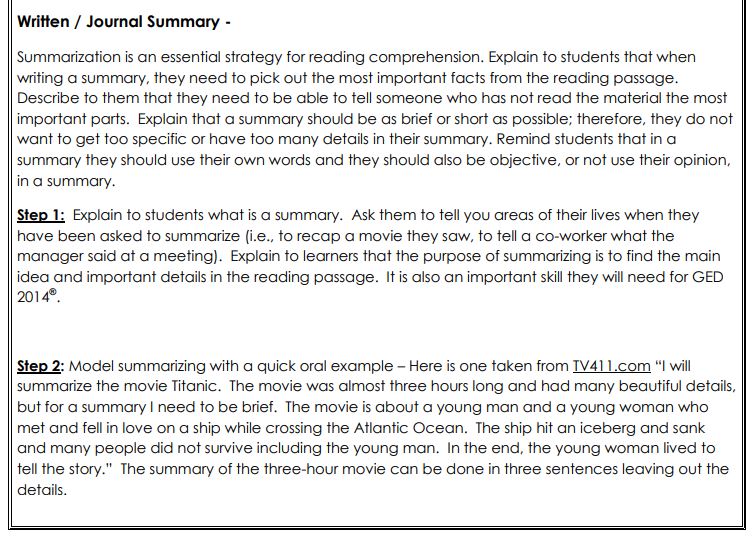 Written / Journal Summary -
Summarization is an essential strategy for reading comprehension. Explain to students that when
writing a summary, they need to pick out the most important facts from the reading passage.
Describe to them that they need to be able to tell someone who has not read the material the most
important parts.  Explain that a summary should be as brief or short as possible; therefore, they do not
want to get too specific or have too many details in their summary. Remind students that in a
summary they should use their own words and they should also be objective, or not use their opinion,
in a summary.
Step 1:  Explain to students what is a summary.  Ask them to tell you areas of their lives when they
have been asked to summarize (i.e., to recap a movie they saw, to tell a co-worker what the
manager said at a meeting).  Explain to learners that the purpose of summarizing is to find the main
idea and important details in the reading passage.  It is also an important skill they will need for GED
2014®.
Step 2: Model summarizing with a quick oral example – Here is one taken from TV411.com “I will
summarize the movie Titanic.  The movie was almost three hours long and had many beautiful details,
but for a summary I need to be brief.  The movie is about a young man and a young woman who
met and fell in love on a ship while crossing the Atlantic Ocean.  The ship hit an iceberg and sank
and many people did not survive including the young man.  In the end, the young woman lived to
tell the story.”  The summary of the three-hour movie can be done in three sentences leaving out the
details.